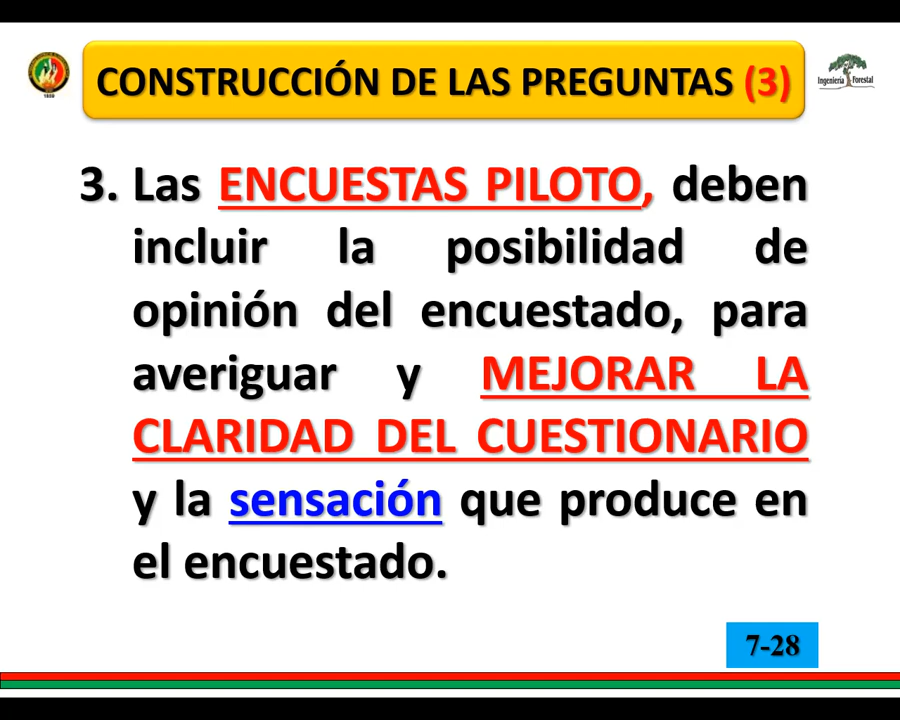 CONSTRUCCIÓN DE LAS PREGUNTAS (3)
Ingeniería Forestal
1859
3. Las ENCUESTAS PILOTO, deben
incluir la posibilidad de
opinión del encuestado, para
averiguar y MEJORAR LA
CLARIDAD DEL CUESTIONARIO
y la sensación que produce en
el encuestado.
7-28